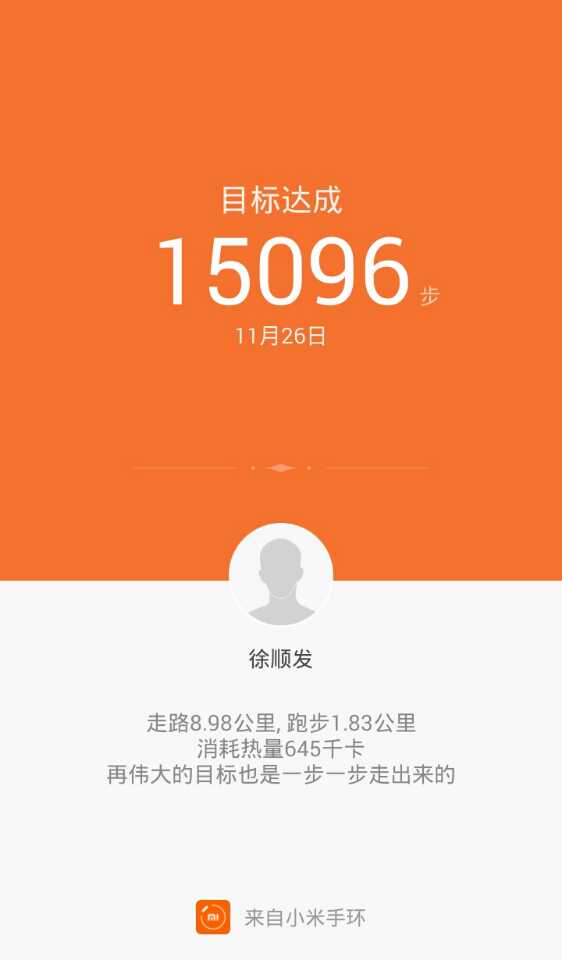 目标达成
15096 步
11月26日
徐顺发
走路8.98公里, 跑步1.83公里
消耗热量645千卡
再伟大的目标也是一步一步走出来的
MI
来自小米手环